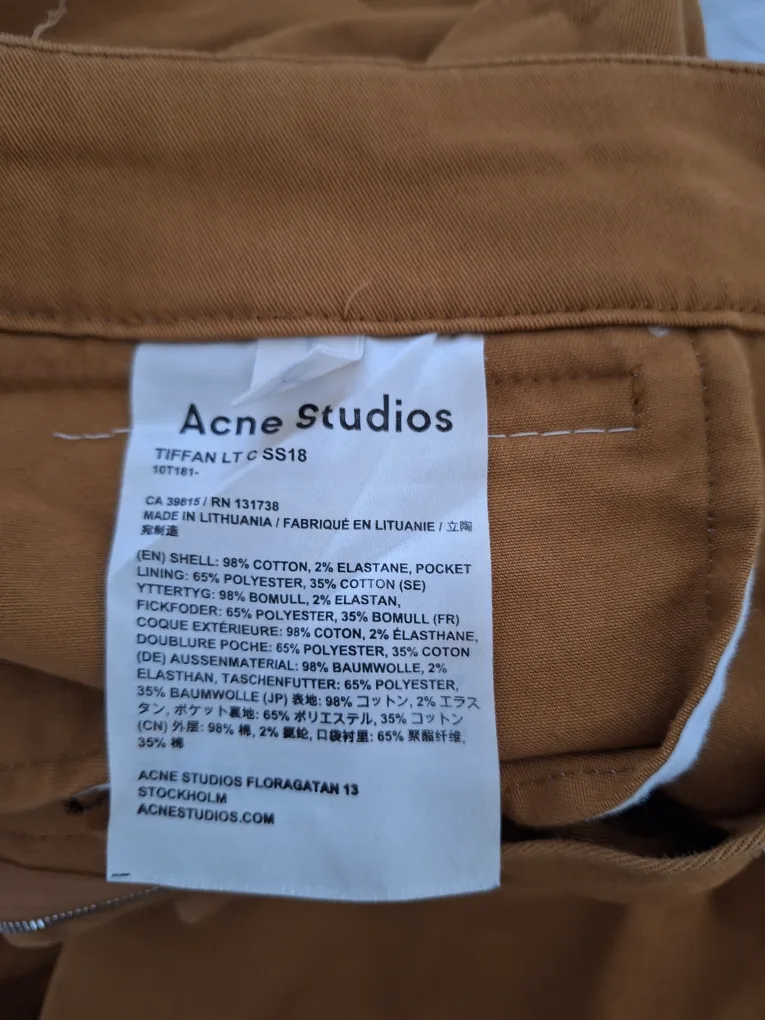 Acne Studios
TIFFAN LT C SS18
10T181-
CA 39815 / RN 131738
MADE IN LITHUANIA / FABRIQUÉ EN LITUANIE / 立陶
宛制造
(EN) SHELL: 98% COTTON, 2% ELASTANE, POCKET
LINING: 65% POLYESTER, 35% COTTON (SE)
YTTERTYG: 98% BOMULL, 2% ELASTAN,
FICKFODER: 65% POLYESTER, 35% BOMULL (FR)
COQUE EXTÉRIEURE: 98% COTON, 2% ÉLASTHANE,
DOUBLURE POCHE: 65% POLYESTER, 35% COTON
(DE) AUSSENMATERIAL: 98% BAUMWOLLE, 2%
ELASTHAN, TASCHENFUTTER: 65% POLYESTER,
35% BAUMWOLLE (JP) 表地: 98% コットン, 2% エラス
タン, ポケット裏地: 65% ポリエステル, 35% コットン
(CN) 外层: 98% 棉, 2% 氨纶, 口袋衬里: 65% 聚酯纤维,
35% 棉
ACNE STUDIOS FLORAGATAN 13
STOCKHOLM
ACNESTUDIOS.COM